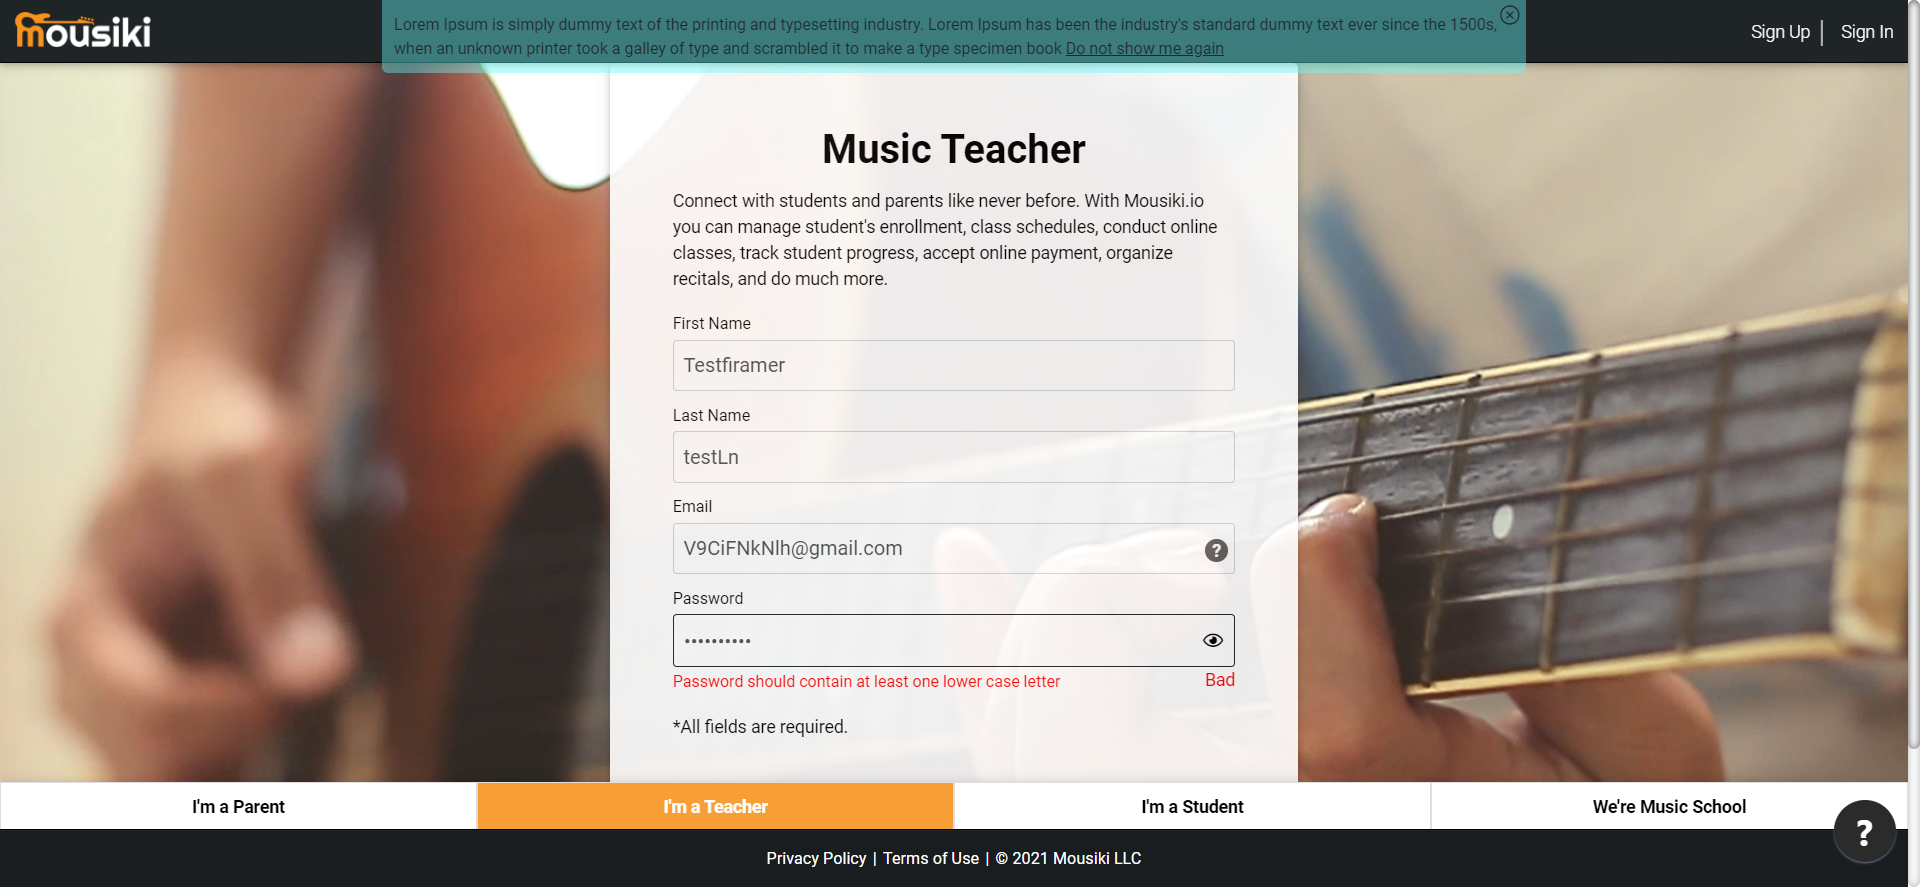 mousiki
Lorem Ipsum is simply dummy text of the printing and typesetting industry. Lorem Ipsum has been the industry's standard dummy text ever since the 1500s,
when an unknown printer took a galley of type and scrambled it to make a type specimen book Do not show me again
Sign Up | Sign In
Music Teacher
Connect with students and parents like never before. With Mousiki.io
you can manage student's enrollment, class schedules, conduct online
classes, track student progress, accept online payment, organize
recitals, and do much more.
First Name
Testfiramer
Last Name
testLn
Email
V9CiFNkNlh@gmail.com
?
Password
••••••••••
Password should contain at least one lower case letter
Bad
*All fields are required.
I'm a Parent
I'm a Teacher
I'm a Student
We're Music School
?
Privacy Policy | Terms of Use | © 2021 Mousiki LLC